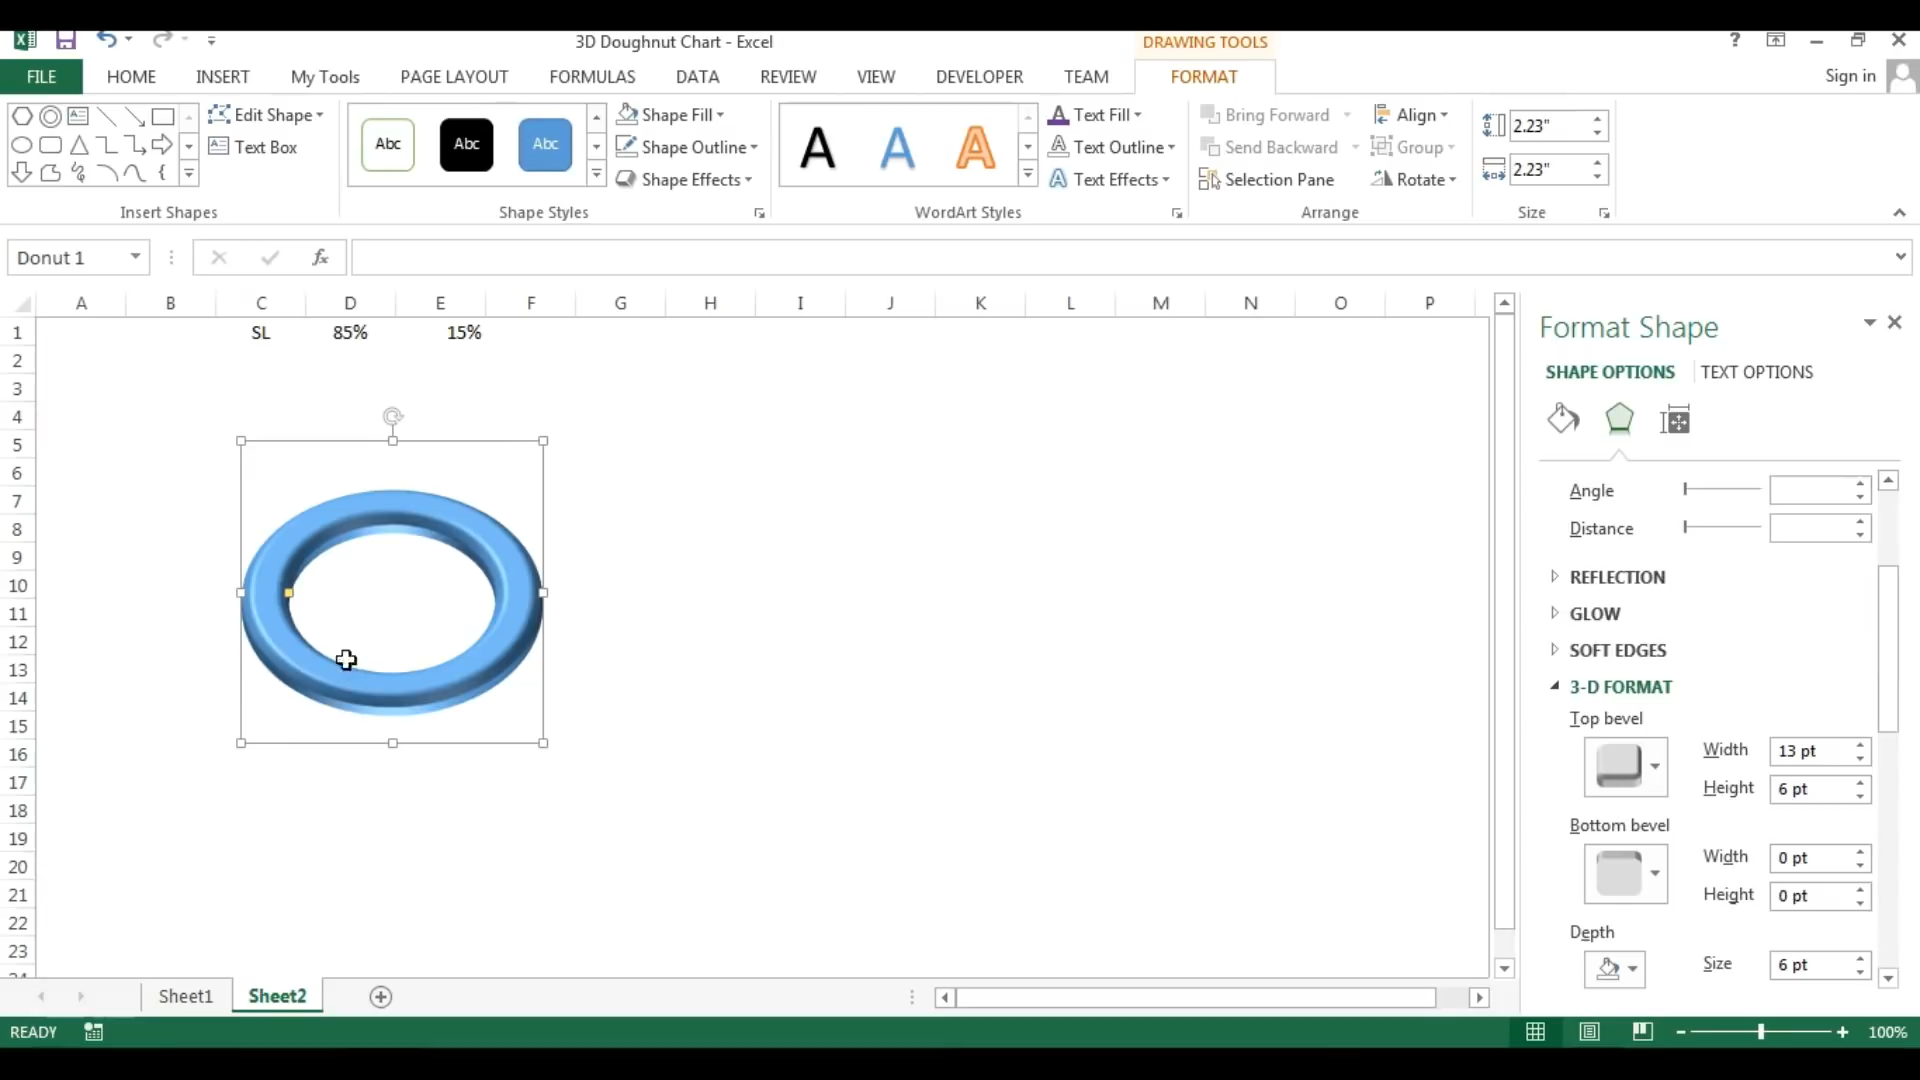 3D Doughnut Chart - Excel
DRAWING TOOLS
?
FILE HOME INSERT My Tools PAGE LAYOUT FORMULAS DATA REVIEW VIEW DEVELOPER TEAM FORMAT
Sign in
Edit Shape
Text Box
Insert Shapes
Abc Abc Abc
Shape Fill
Shape Outline
Shape Effects
Shape Styles
A A A
Text Fill
Text Outline
Text Effects
WordArt Styles
Bring Forward
Send Backward
Selection Pane
Align
Group
Rotate
Arrange
2.23"
2.23"
Size
Donut 1
fx
A B C D E F G H I J K L M N O P
1 SL 85% 15%
2
3
4
5
6
7
8
9
10
11
12
13
14
15
16
17
18
19
20
21
22
23
24
Format Shape
SHAPE OPTIONS TEXT OPTIONS
Angle
Distance
REFLECTION
GLOW
SOFT EDGES
3-D FORMAT
Top bevel
Width 13 pt
Height 6 pt
Bottom bevel
Width 0 pt
Height 0 pt
Depth
Size 6 pt
Sheet1 Sheet2
READY
100%